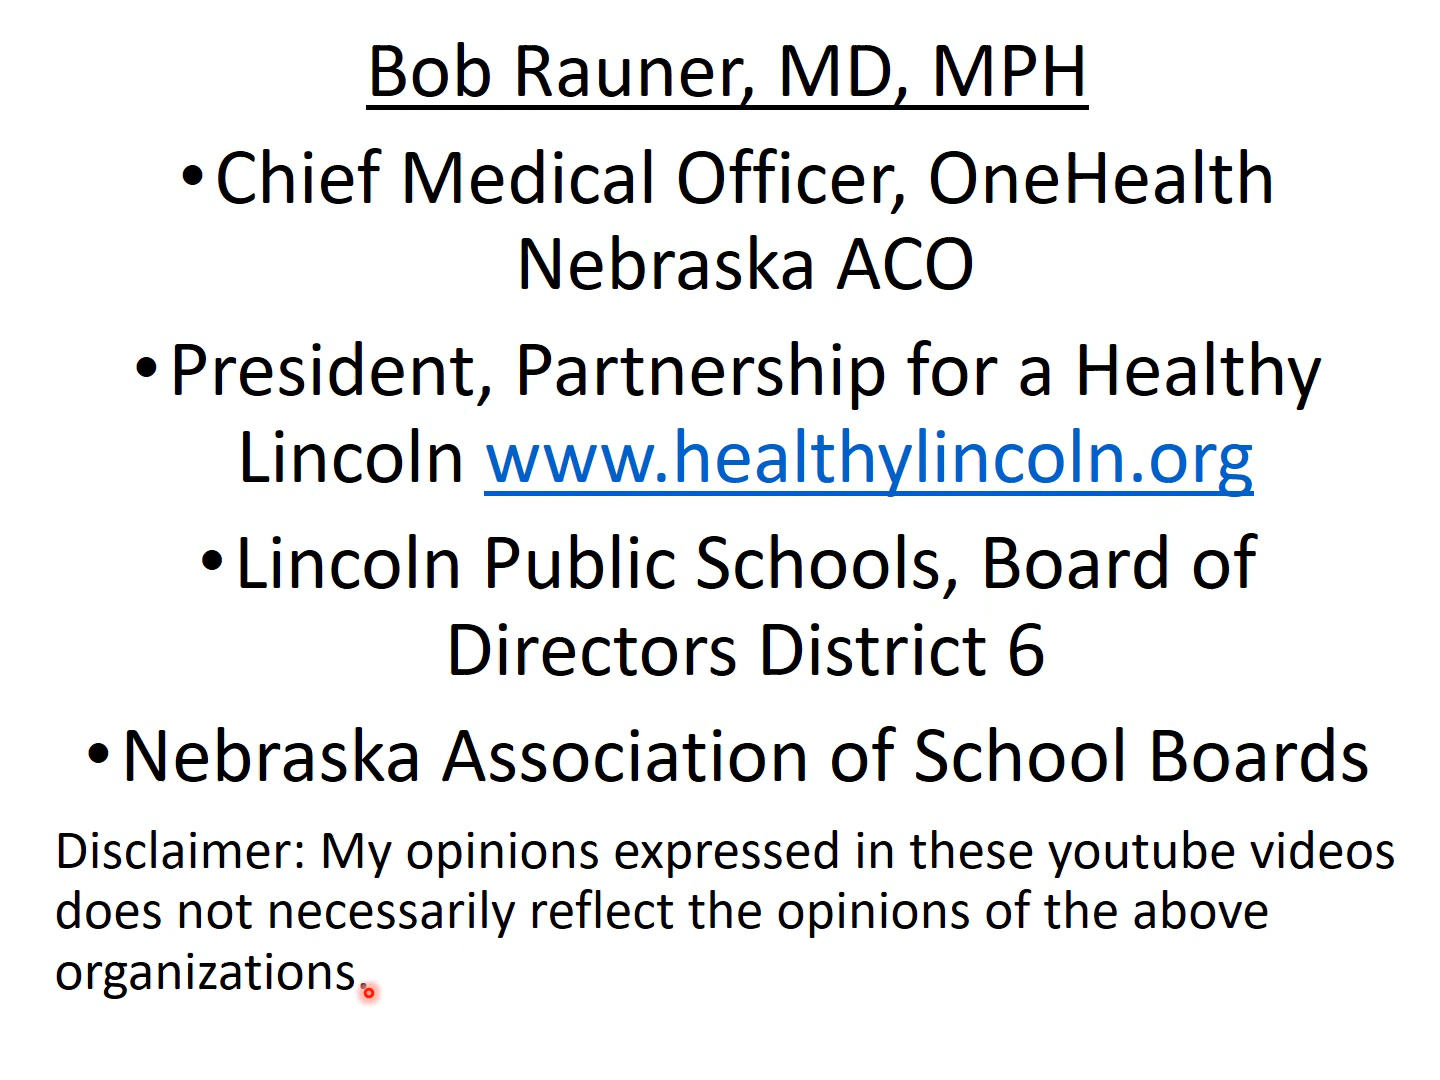 Bob Rauner, MD, MPH
•Chief Medical Officer, OneHealth
Nebraska ACO
•President, Partnership for a Healthy
Lincoln www.healthylincoln.org
•Lincoln Public Schools, Board of
Directors District 6
•Nebraska Association of School Boards
Disclaimer: My opinions expressed in these youtube videos
does not necessarily reflect the opinions of the above
organizations.